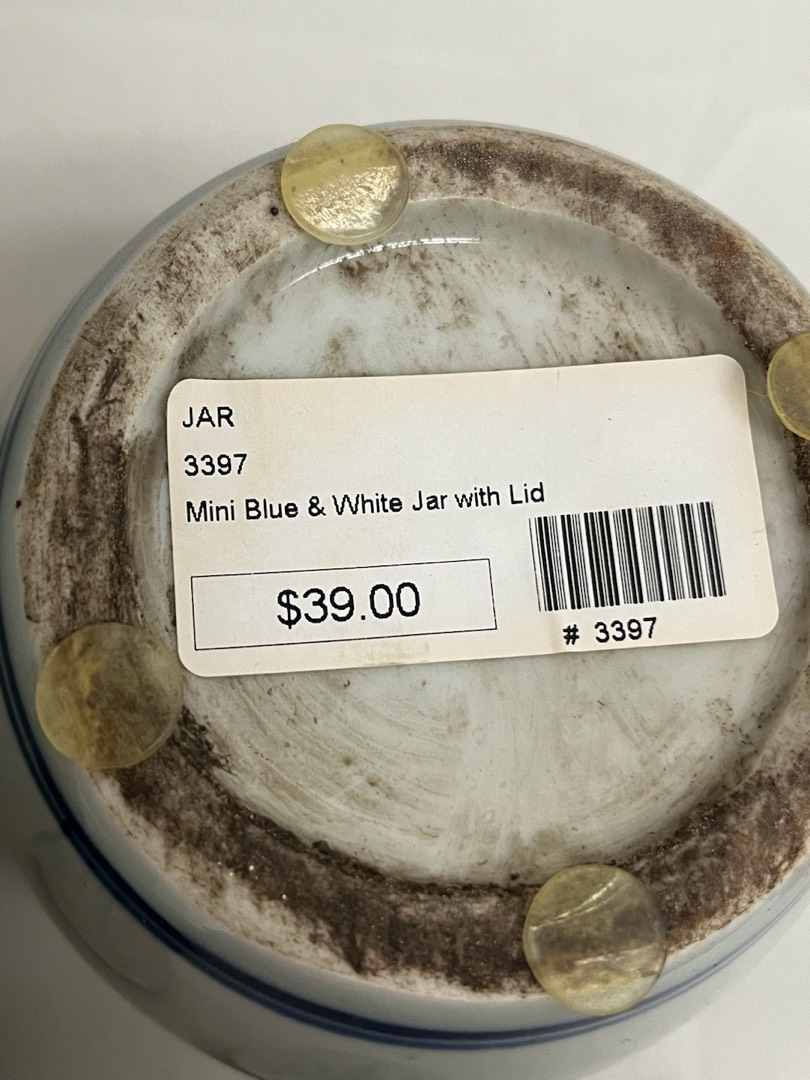 JAR
3397
Mini Blue & White Jar with Lid
$39.00
# 3397